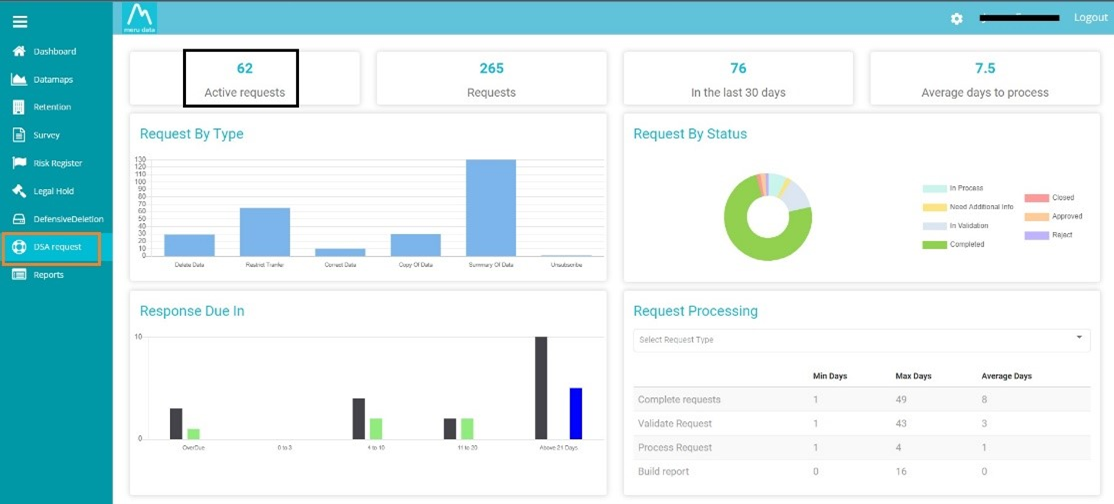 meru data
Logout
Dashboard
Datamaps
Retention
Survey
Risk Register
Legal Hold
DefensiveDeletion
DSA request
Reports
62
Active requests
265
Requests
76
In the last 30 days
7.5
Average days to process
Request By Type
130
120
110
100
90
80
70
60
50
40
30
20
10
0
Delete Data
Restrict Tranfer
Correct Data
Copy Of Data
Summary Of Data
Unsubscribe
Request By Status
In Process
Need Additional Info
In Validation
Completed
Closed
Approved
Reject
Response Due In
10
0
OverDue
0 to 3
4 to 10
11 to 20
Above 21 Days
Request Processing
Select Request Type
Min Days Max Days Average Days
Complete requests 1 49 8
Validate Request 1 43 3
Process Request 1 4 1
Build report 0 16 0